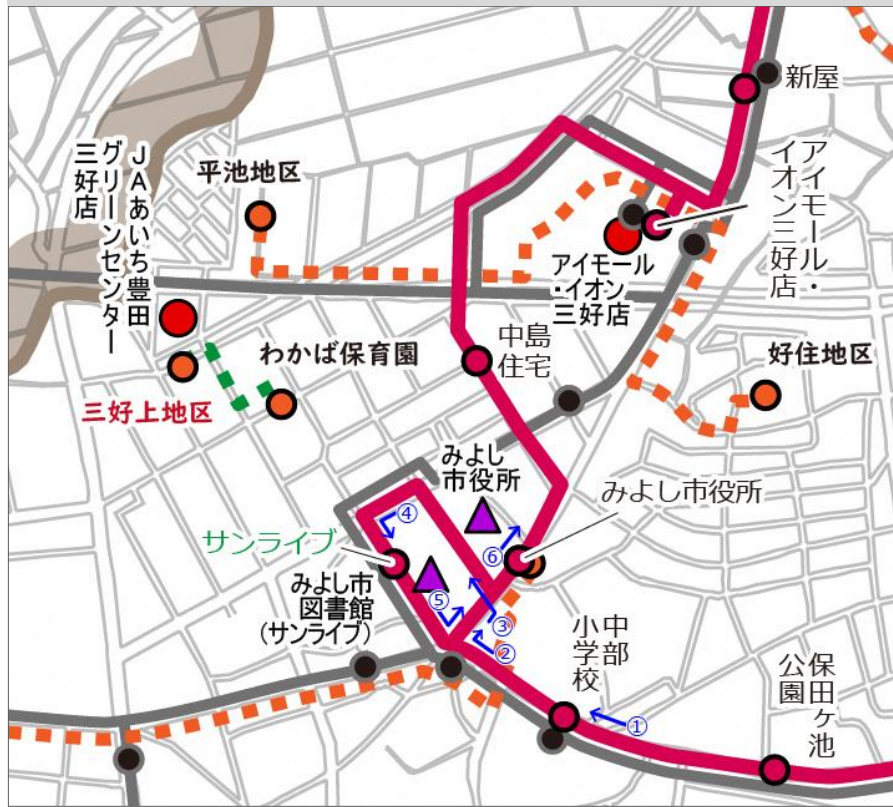 新屋
アイモール・
イオン三好店
平池地区
JAあいち豊田
グリーンセンター
三好店
アイモール
・イオン
三好店
中島
住宅
わかば保育園
好住地区
三好上地区
みよし
市役所
みよし市役所
④
サンライブ
⑥
みよし市
図書館
(サンライブ)
⑤
③
②
中部
小学校
保田ヶ池
公園
①